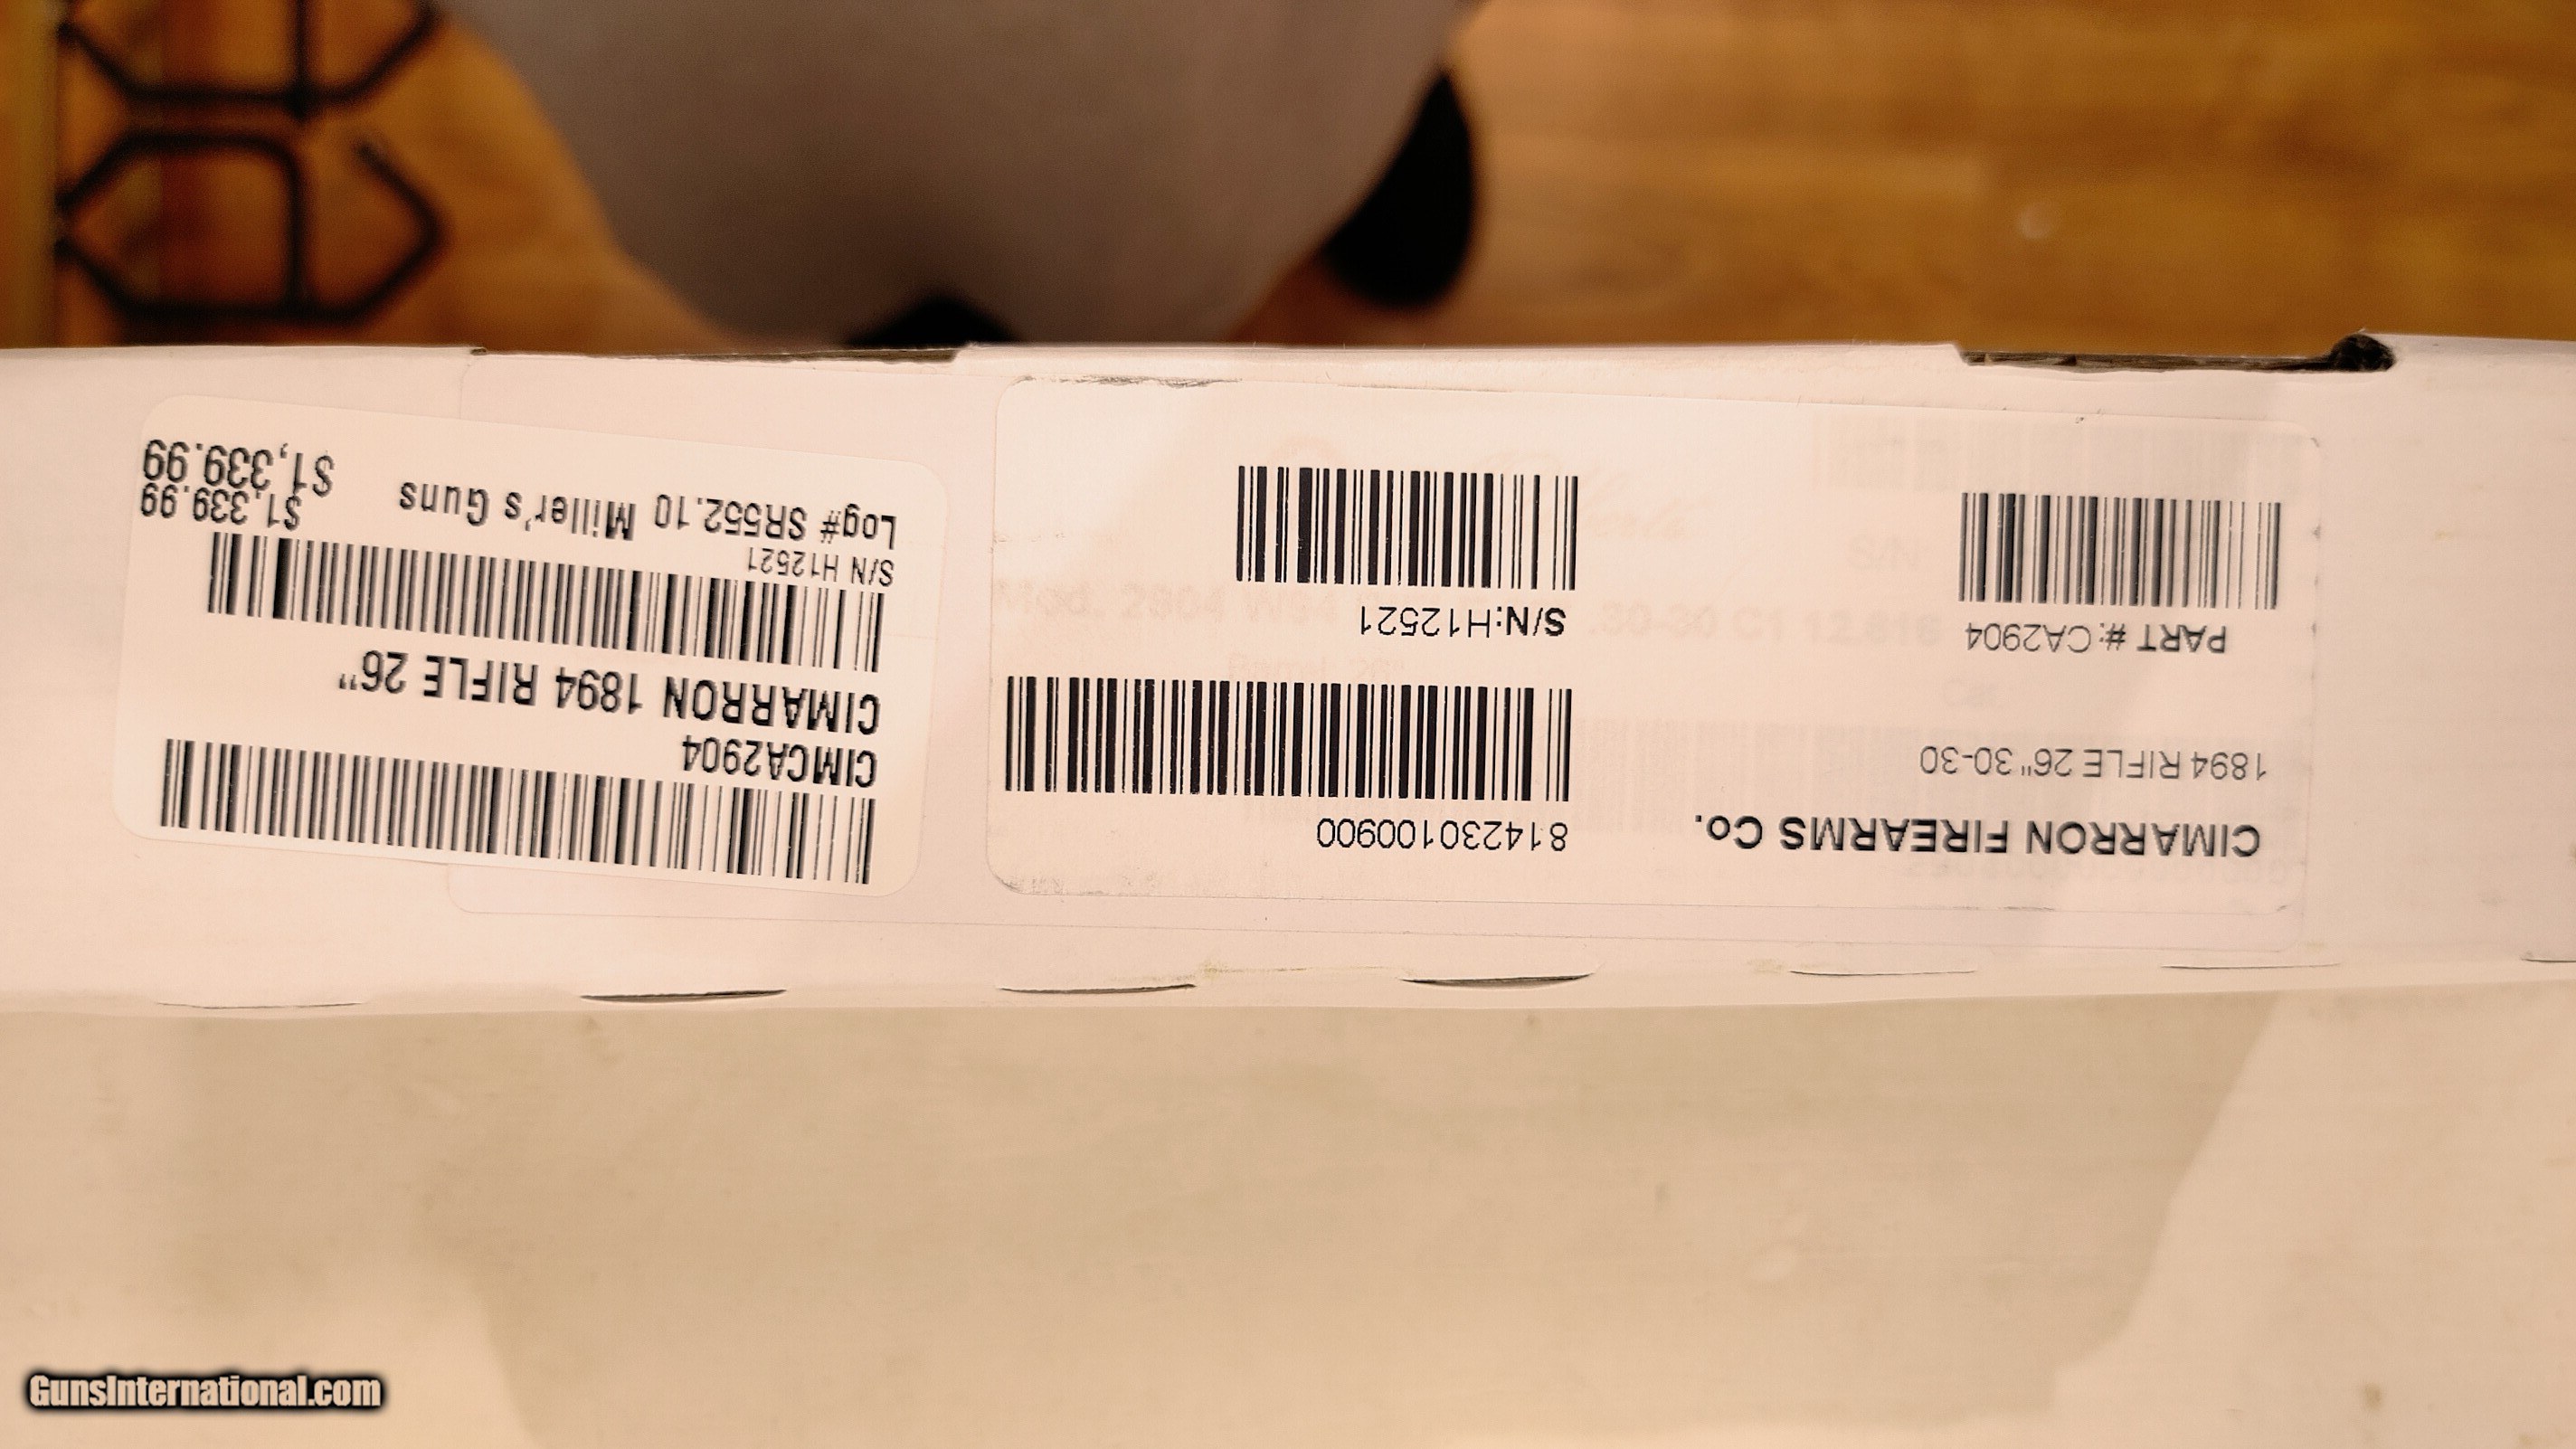 CIMARRON FIREARMS Co.
1894 RIFLE 26" 30-30
PART #:CA2904
814230100900
S/N:H12521
CIMCA2904
CIMARRON 1894 RIFLE 26"
S/N H12521
Log# SR552.10 Miller's Guns
$1,339.99
$1,339.99
GunsInternational.com